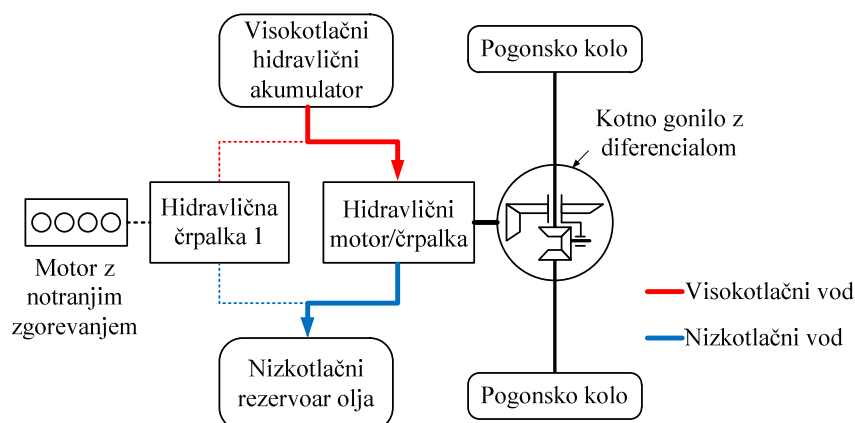 Visokotlačni
hidravlični
akumulator
Pogonsko kolo
Kotno gonilo z
diferencialom
Hidravlična
črpalka 1
Hidravlični
motor/črpalka
Motor z
notranjim
zgorevanjem
Visokotlačni vod
Nizkotlačni vod
Nizkotlačni
rezervoar olja
Pogonsko kolo